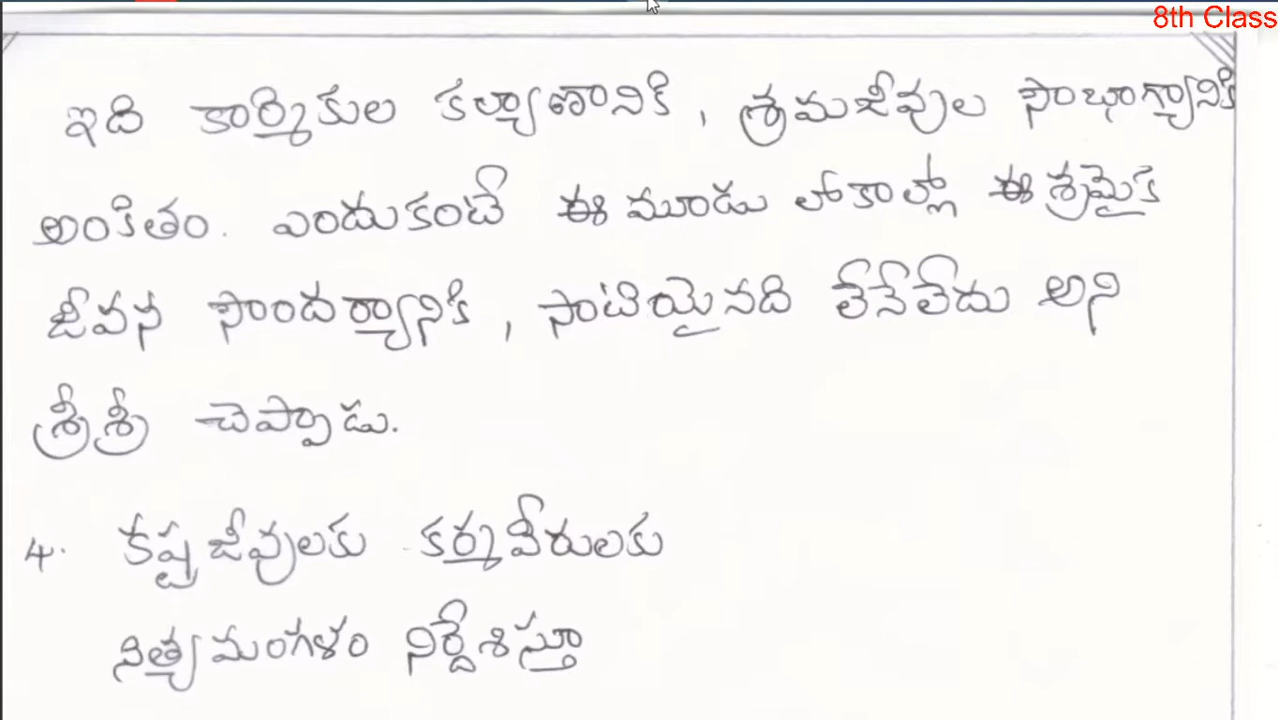 8th Class
ఇది కార్మికుల కల్యాణానికి, శ్రమజీవుల సౌభాగ్యానికి
అంకితం. ఎందుకంటే ఈ మూడు లోకాల్లో ఈ శ్రమైక
జీవన సౌందర్యానికి, సాటియైనది లేనేలేదు అని
శ్రీశ్రీ చెప్పాడు.
4. కష్టజీవులకు కర్మవీరులకు
నిత్యమంగళం నిర్దేశిస్తూ